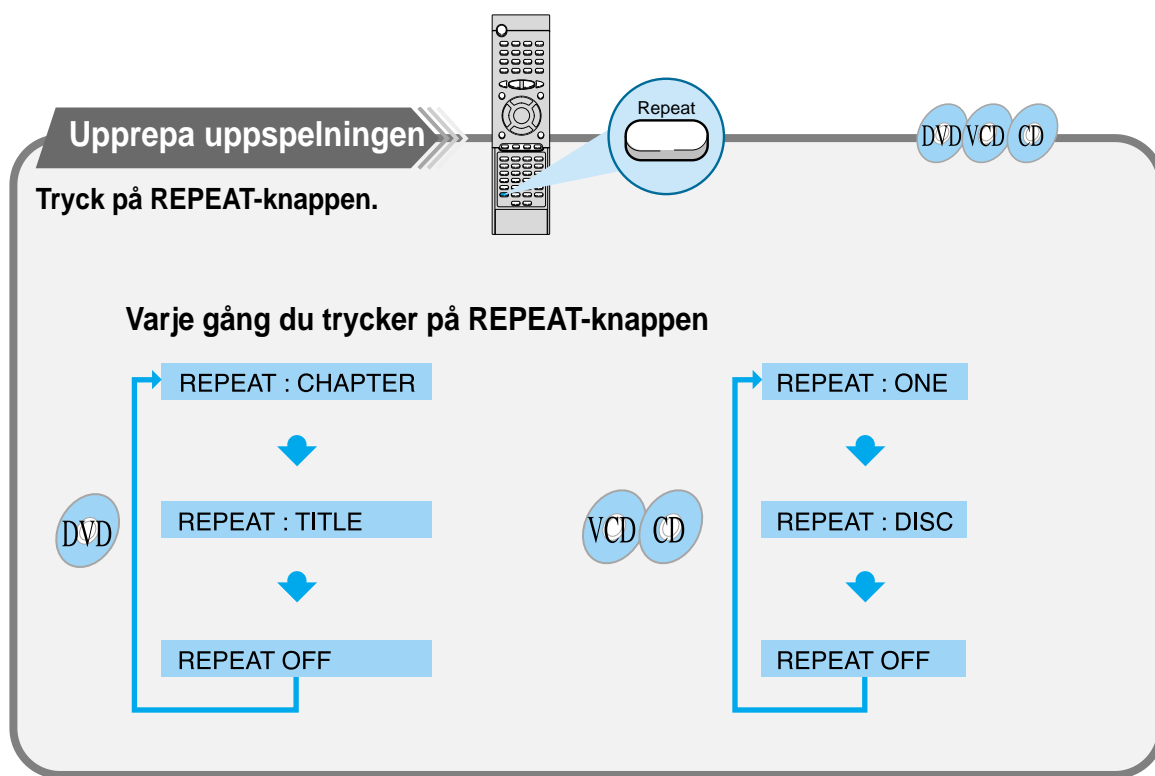 Repeat
Upprepa uppspelningen
DVD VCD CD
Tryck på REPEAT-knappen.
Varje gång du trycker på REPEAT-knappen
DVD
REPEAT : CHAPTER
REPEAT : TITLE
REPEAT OFF
VCD CD
REPEAT : ONE
REPEAT : DISC
REPEAT OFF